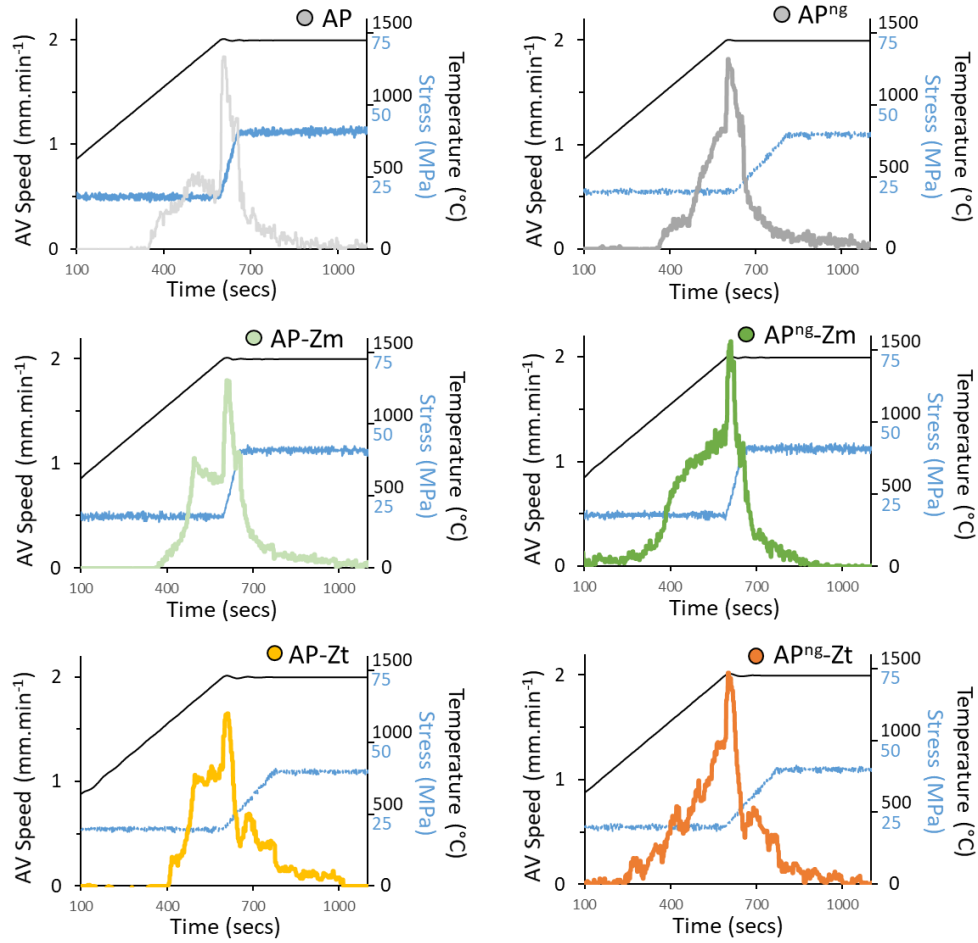 AP
AV Speed (mm.min⁻¹)
2
1
0
1500
75
1000
50
500
25
0
Stress (MPa)
Temperature (°C)
100
400
700
1000
Time (secs)
APⁿᵍ
AV Speed (mm.min⁻¹)
2
1
0
1500
75
1000
50
500
25
0
Stress (MPa)
Temperature (°C)
100
400
700
1000
Time (secs)
AP-Zm
AV Speed (mm.min⁻¹)
2
1
0
1500
75
1000
50
500
25
0
Stress (MPa)
Temperature (°C)
100
400
700
1000
Time (secs)
APⁿᵍ-Zm
AV Speed (mm.min⁻¹)
2
1
0
1500
75
1000
50
500
25
0
Stress (MPa)
Temperature (°C)
100
400
700
1000
Time (secs)
AP-Zt
AV Speed (mm.min⁻¹)
2
1
0
1500
75
1000
50
500
25
0
Stress (MPa)
Temperature (°C)
100
400
700
1000
Time (secs)
APⁿᵍ-Zt
AV Speed (mm.min⁻¹)
2
1
0
1500
75
1000
50
500
25
0
Stress (MPa)
Temperature (°C)
100
400
700
1000
Time (secs)